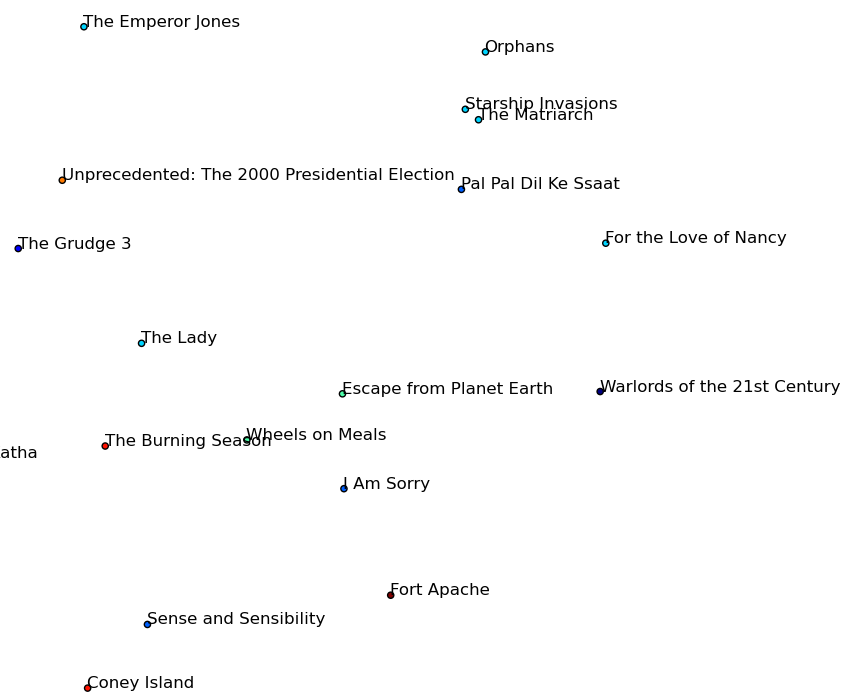 The Emperor Jones
Orphans
Starship Invasions
The Matriarch
Unprecedented: The 2000 Presidential Election
Pal Pal Dil Ke Ssaat
For the Love of Nancy
The Grudge 3
The Lady
Escape from Planet Earth
Warlords of the 21st Century
Wheels on Meals
The Burning Season
atha
I Am Sorry
Fort Apache
Sense and Sensibility
Coney Island